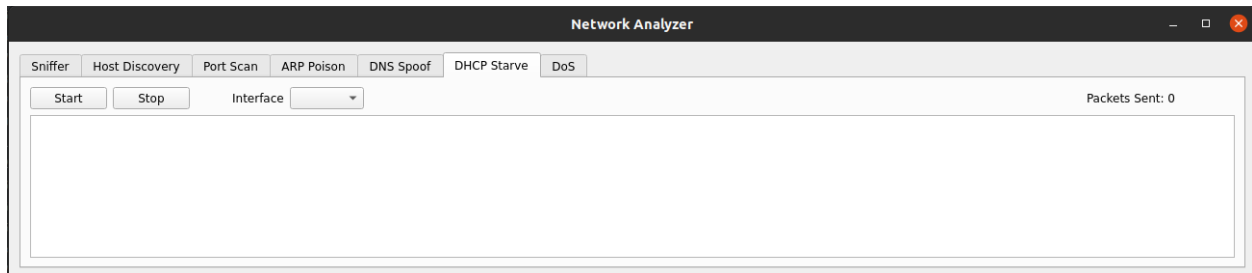 Network Analyzer
Sniffer Host Discovery Port Scan ARP Poison DNS Spoof DHCP Starve DoS
Start Stop Interface Packets Sent: 0